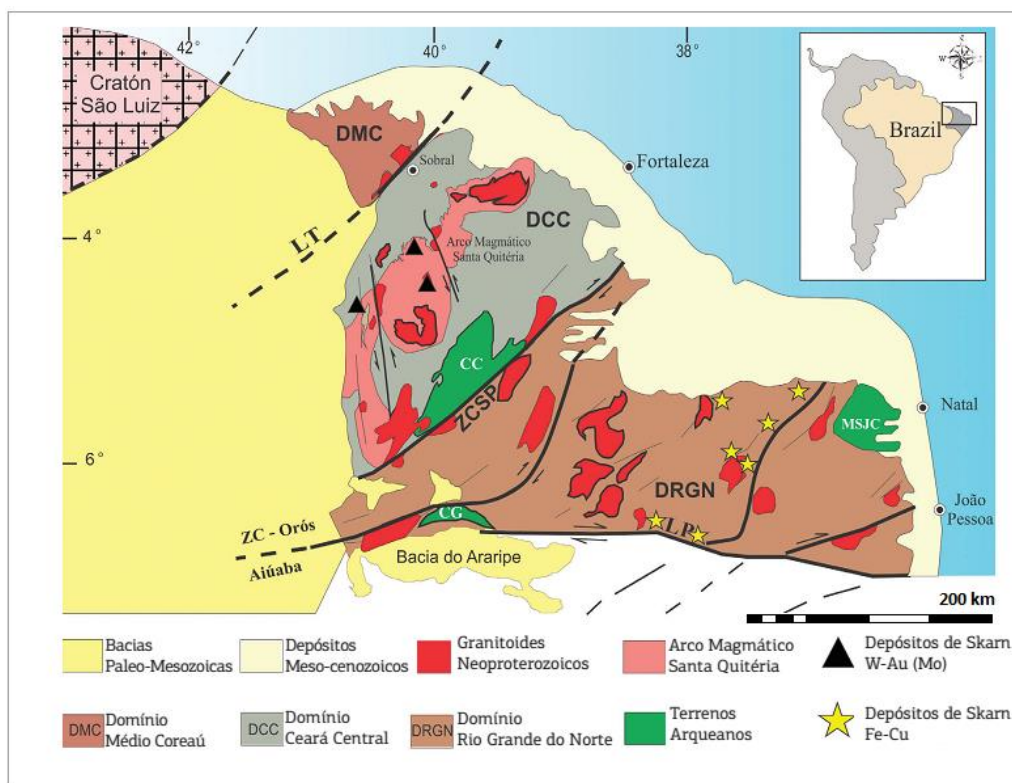 42°
40°
38°
Cratón
São Luiz
Brazil
DMC
Sobral
Fortaleza
DCC
4°
LT
Arco Magmático
Santa Quitéria
CC
ZCSP
Natal
MSJC
6°
DRGN
João
Pessoa
CG
LP
ZC - Orós
Aiúaba
Bacia do Araripe
200 km
Bacias
Paleo-Mesozoicas
Depósitos
Meso-cenozoicos
Granitoides
Neoproterozoicos
Arco Magmático
Santa Quitéria
Depósitos de Skarn
W-Au (Mo)
DMC
Domínio
Médio Coreaú
DCC
Domínio
Ceará Central
DRGN
Domínio
Rio Grande do Norte
Terrenos
Arqueanos
Depósitos de Skarn
Fe-Cu